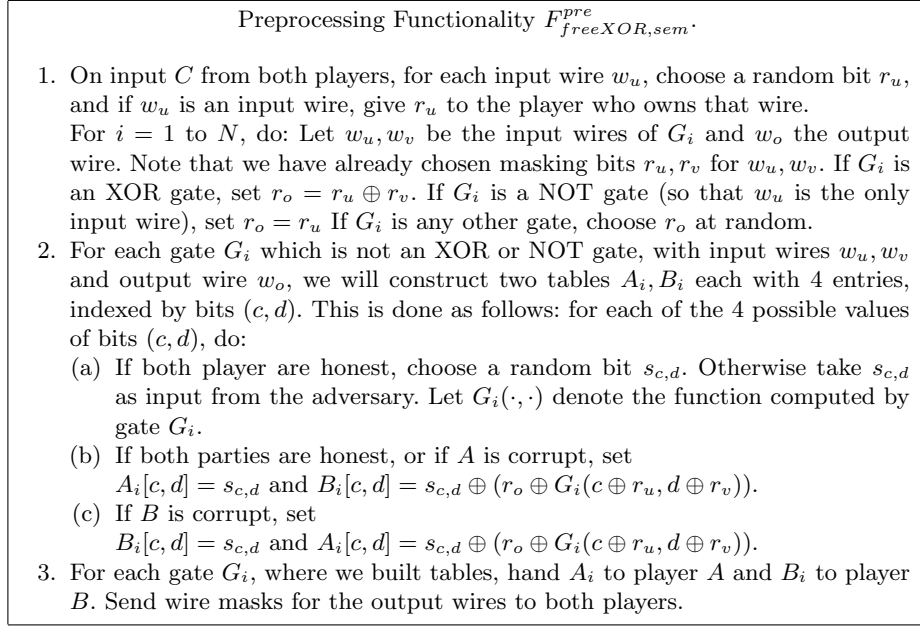 Preprocessing Functionality $F^{pre}_{freeXOR,sem}$.
1. On input $C$ from both players, for each input wire $w_u$, choose a random bit $r_u$,
and if $w_u$ is an input wire, give $r_u$ to the player who owns that wire.
For $i = 1$ to $N$, do: Let $w_u, w_v$ be the input wires of $G_i$ and $w_o$ the output
wire. Note that we have already chosen masking bits $r_u, r_v$ for $w_u, w_v$. If $G_i$ is
an XOR gate, set $r_o = r_u \oplus r_v$. If $G_i$ is a NOT gate (so that $w_u$ is the only
input wire), set $r_o = r_u$ If $G_i$ is any other gate, choose $r_o$ at random.
2. For each gate $G_i$ which is not an XOR or NOT gate, with input wires $w_u, w_v$
and output wire $w_o$, we will construct two tables $A_i, B_i$ each with 4 entries,
indexed by bits $(c, d)$. This is done as follows: for each of the 4 possible values
of bits $(c, d)$, do:
(a) If both player are honest, choose a random bit $s_{c,d}$. Otherwise take $s_{c,d}$
as input from the adversary. Let $G_i(\cdot, \cdot)$ denote the function computed by
gate $G_i$.
(b) If both parties are honest, or if $A$ is corrupt, set
$A_i[c, d] = s_{c,d}$ and $B_i[c, d] = s_{c,d} \oplus (r_o \oplus G_i(c \oplus r_u, d \oplus r_v))$.
(c) If $B$ is corrupt, set
$B_i[c, d] = s_{c,d}$ and $A_i[c, d] = s_{c,d} \oplus (r_o \oplus G_i(c \oplus r_u, d \oplus r_v))$.
3. For each gate $G_i$, where we built tables, hand $A_i$ to player $A$ and $B_i$ to player
$B$. Send wire masks for the output wires to both players.